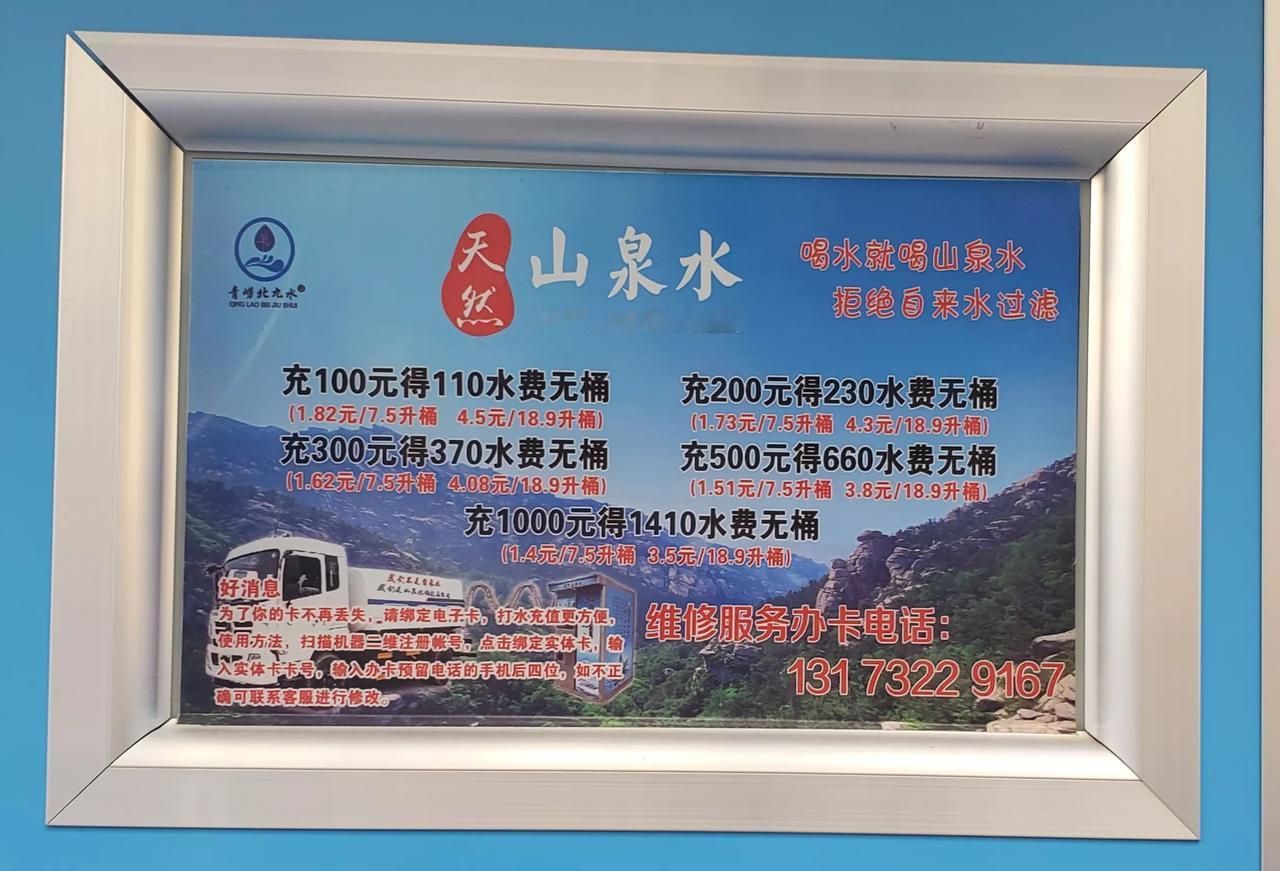 青崂北九水®
QING LAO BEI JIU SHUI
天然
山泉水
喝水就喝山泉水
拒绝自来水过滤
充100元得110水费无桶
(1.82元/7.5升桶 4.5元/18.9升桶)
充200元得230水费无桶
(1.73元/7.5升桶 4.3元/18.9升桶)
充300元得370水费无桶
(1.62元/7.5升桶 4.08元/18.9升桶)
充500元得660水费无桶
(1.51元/7.5升桶 3.8元/18.9升桶)
充1000元得1410水费无桶
(1.4元/7.5升桶 3.5元/18.9升桶)
我们不是自来水
好消息
为了你的卡不再丢失，请绑定电子卡，打水充值更方便，
使用方法，扫描机器二维注册帐号，点击绑定实体卡，输
入实体卡卡号，输入办卡预留电话的手机后四位，如不正
确可联系客服进行修改。
维修服务办卡电话：
131 7322 9167